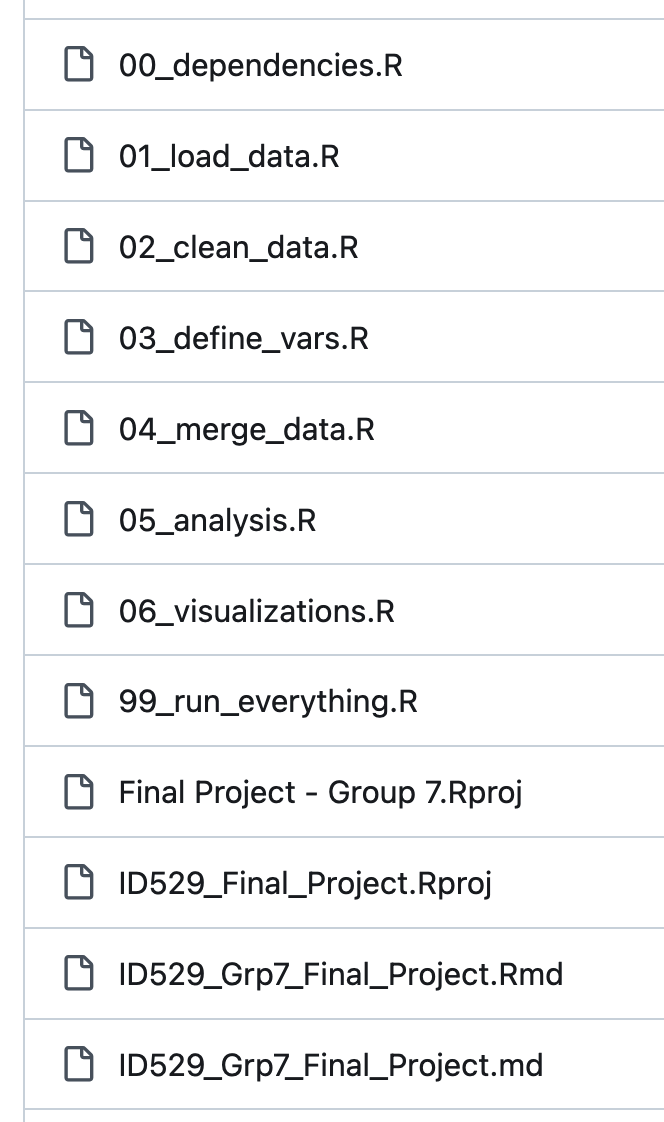 00_dependencies.R
01_load_data.R
02_clean_data.R
03_define_vars.R
04_merge_data.R
05_analysis.R
06_visualizations.R
99_run_everything.R
Final Project - Group 7.Rproj
ID529_Final_Project.Rproj
ID529_Grp7_Final_Project.Rmd
ID529_Grp7_Final_Project.md